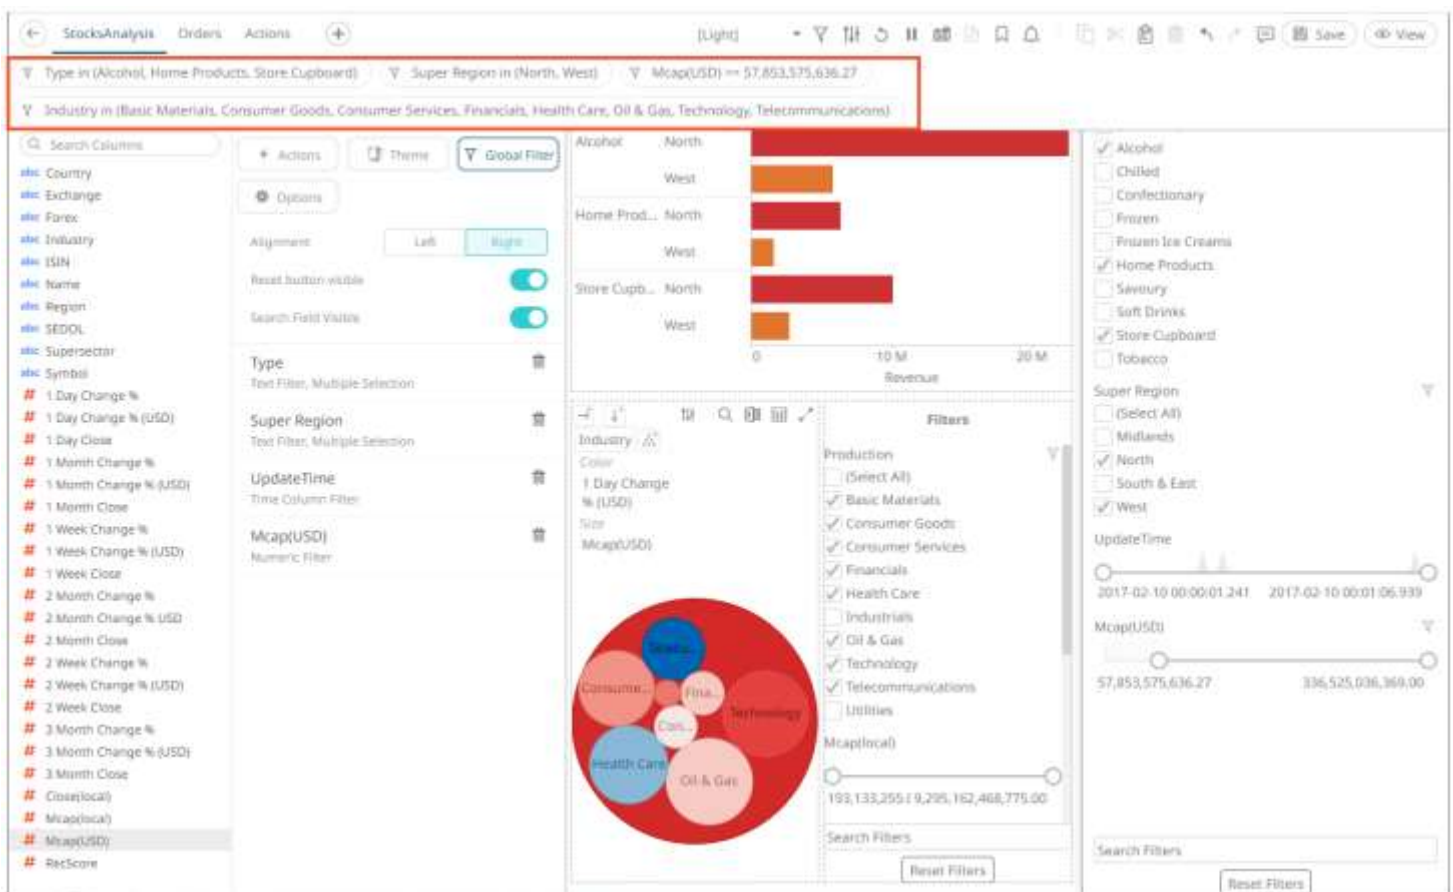 StocksAnalysis Orders Actions [Light] Save View
Type in (Alcohol, Home Products, Store Cupboard) Super Region in (North, West) Mcap(USD) >= 57,853,575,636.27
Industry in (Basic Materials, Consumer Goods, Consumer Services, Financials, Health Care, Oil & Gas, Technology, Telecommunications)
Search Columns
abc Country
abc Exchange
abc Forex
abc Industry
abc ISIN
abc Name
abc Region
abc SEDOL
abc Supersector
abc Symbol
# 1 Day Change %
# 1 Day Change % (USD)
# 1 Day Close
# 1 Month Change %
# 1 Month Change % (USD)
# 1 Month Close
# 1 Week Change %
# 1 Week Change % (USD)
# 1 Week Close
# 2 Month Change %
# 2 Month Change % USD
# 2 Month Close
# 2 Week Change %
# 2 Week Change % (USD)
# 2 Week Close
# 3 Month Change %
# 3 Month Change % (USD)
# 3 Month Close
# Close(local)
# Mcap(local)
# Mcap(USD)
# RecScore
Actions Theme Global Filter
Options
Alignment Left Right
Reset button visible
Search Field Visible
Type
Text Filter, Multiple Selection
Super Region
Text Filter, Multiple Selection
UpdateTime
Time Column Filter
Mcap(USD)
Numeric Filter
Alcohol North
West
Home Prod... North
West
Store Cupb... North
West
0 10 M 20 M
Revenue
Industry
Color
1 Day Change
% (USD)
Size
Mcap(USD)
Consume...
Fina...
Technology
Con...
Health Care
Oil & Gas
Filters
Production
(Select All)
Basic Materials
Consumer Goods
Consumer Services
Financials
Health Care
Industrials
Oil & Gas
Technology
Telecommunications
Utilities
Mcap(local)
193,133,255.( 9,295,162,468,775.00
Search Filters
Reset Filters
Alcohol
Chilled
Confectionary
Frozen
Frozen Ice Creams
Home Products
Savoury
Soft Drinks
Store Cupboard
Tobacco
Super Region
(Select All)
Midlands
North
South & East
West
UpdateTime
2017-02-10 00:00:01.241 2017-02-10 00:01:06.939
Mcap(USD)
57,853,575,636.27 336,525,036,369.00
Search Filters
Reset Filters